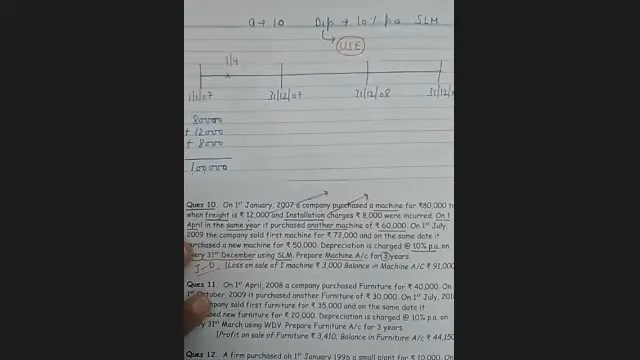 Q → 10 Dep → 10 % pa SLM
USE
1/4
1/1/07 31/12/07 31/12/08 31/12/
80000
+ 12000
+ 8000
100000
Ques 10. On 1st January, 2007 a company purchased a machine for ₹80,000 to
when freight is ₹ 12,000 and Installation charges ₹ 8,000 were incurred. On 1
April in the same year it purchased another machine of ₹ 60,000. On 1st July
2009 the company sold first machine for ₹ 72,000 and on the same date it
purchased a new machine for ₹ 50,000. Depreciation is charged @ 10% p.a. on
every 31st December using SLM. Prepare Machine A/c for 3 years.
[Loss on sale of I machine ₹ 3,000 Balance in Machine A/C ₹ 91,000
Ques 11. On 1st April, 2008 a company purchased Furniture for ₹ 40,000. On
1st October, 2009 it purchased another Furniture of ₹ 30,000. On 1st July, 2010
company sold first furniture for ₹ 35,000 and on the same date it
purchased new furniture for ₹ 20,000. Depreciation is charged @ 10% p.a. on
every 31st March using WDV. Prepare Furniture A/c for 3 years.
[Profit on sale of Furniture ₹ 3,410, Balance in Furniture A/c ₹ 44,150
Ques 12. A firm purchased on 1st January 1996 a small plant for ₹ 10,000. On